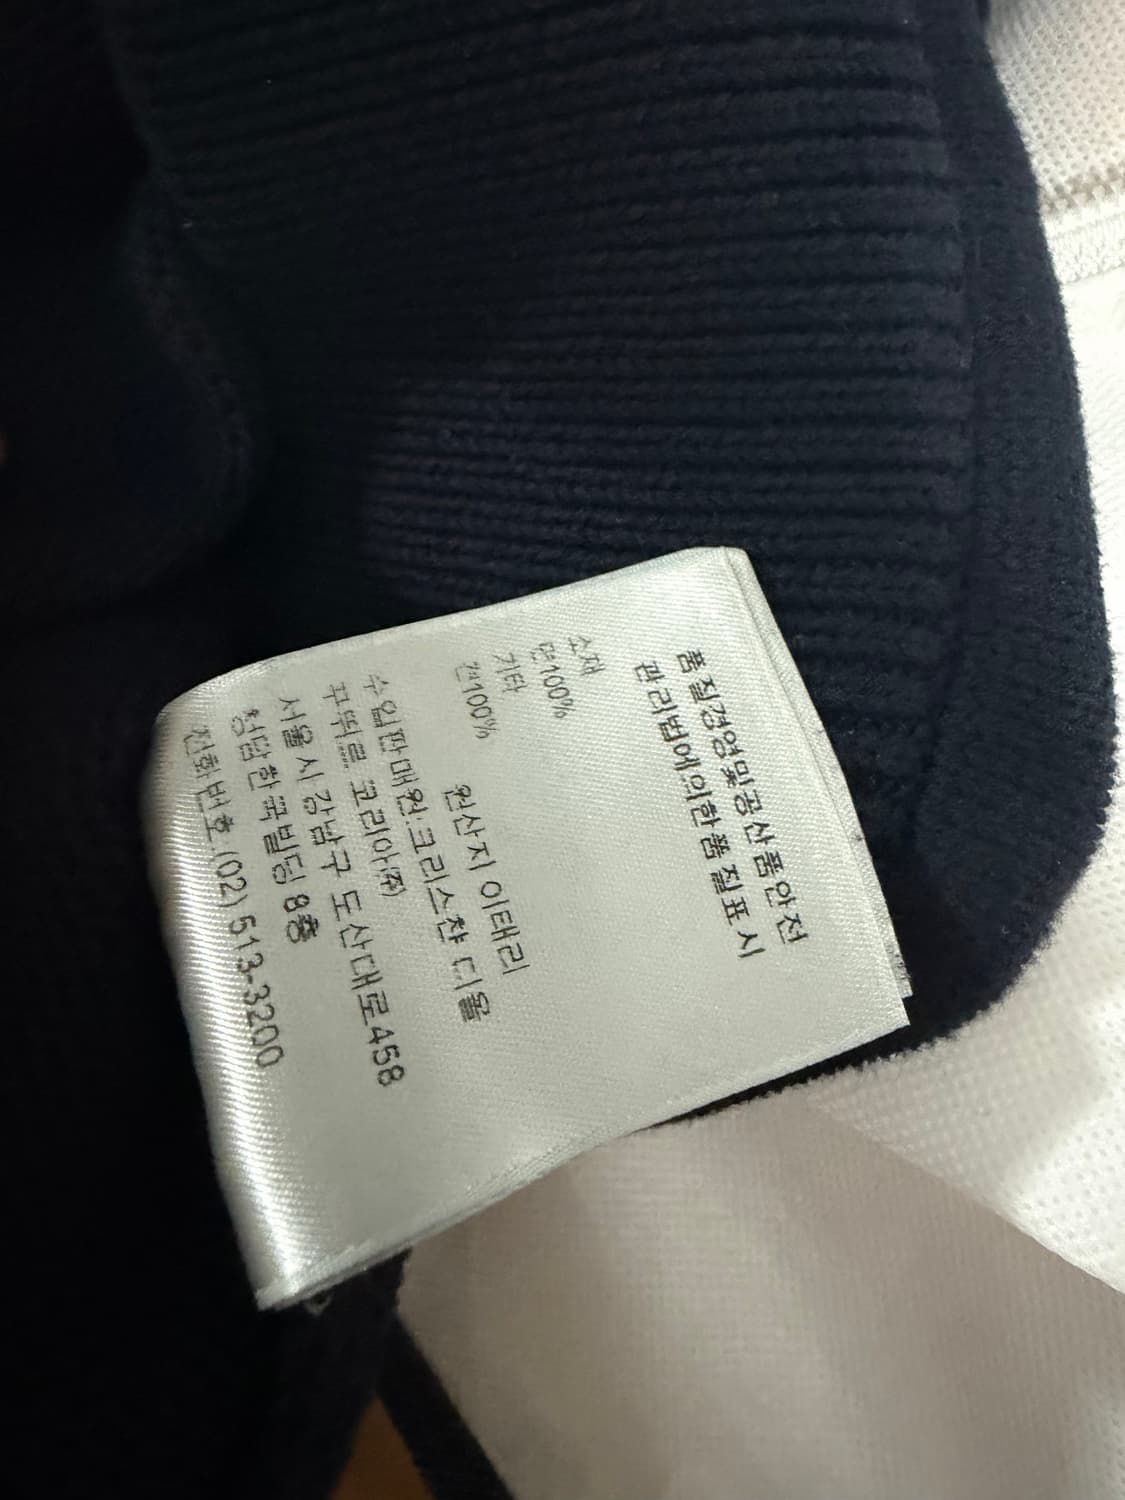 품질경영및공산품안전
관리법에의한품질표시
소재
면100%
기타
면100%
원산지 이태리
수입판매원:크리스챤 디올
꾸뛰르 코리아(주)
서울시강남구 도산대로458
청담한국빌딩 8층
전화번호.(02)513-3200